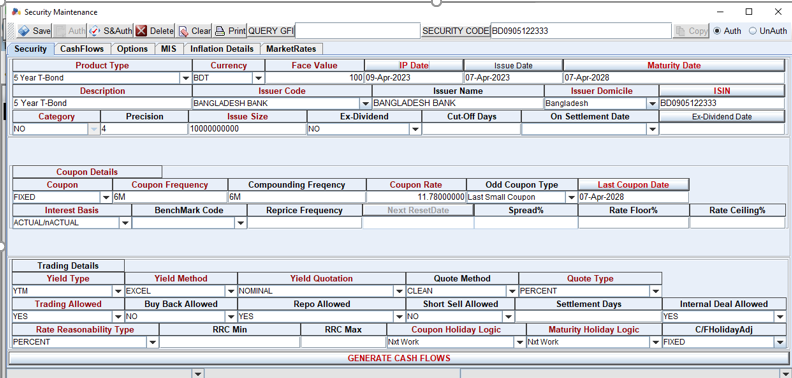 Security Maintenance
Save Auth S&Auth Delete Clear Print QUERY GFI SECURITY CODE BD0905122333 Copy Auth UnAuth
Security CashFlows Options MIS Inflation Details MarketRates
Product Type Currency Face Value IP Date Issue Date Maturity Date
5 Year T-Bond BDT 100 09-Apr-2023 07-Apr-2023 07-Apr-2028
Description Issuer Code Issuer Name Issuer Domicile ISIN
5 Year T-Bond BANGLADESH BANK BANGLADESH BANK Bangladesh BD0905122333
Category Precision Issue Size Ex-Dividend Cut-Off Days On Settlement Date Ex-Dividend Date
NO 4 10000000000 NO
Coupon Details
Coupon Coupon Frequency Compounding Freqency Coupon Rate Odd Coupon Type Last Coupon Date
FIXED 6M 6M 11.78000000 Last Small Coupon 07-Apr-2028
Interest Basis BenchMark Code Reprice Frequency Next ResetDate Spread% Rate Floor% Rate Ceiling%
ACTUAL/nACTUAL
Trading Details
Yield Type Yield Method Yield Quotation Quote Method Quote Type
YTM EXCEL NOMINAL CLEAN PERCENT
Trading Allowed Buy Back Allowed Repo Allowed Short Sell Allowed Settlement Days Internal Deal Allowed
YES NO YES NO YES
Rate Reasonability Type RRC Min RRC Max Coupon Holiday Logic Maturity Holiday Logic C/FHolidayAdj
PERCENT Nxt Work Nxt Work FIXED
GENERATE CASH FLOWS